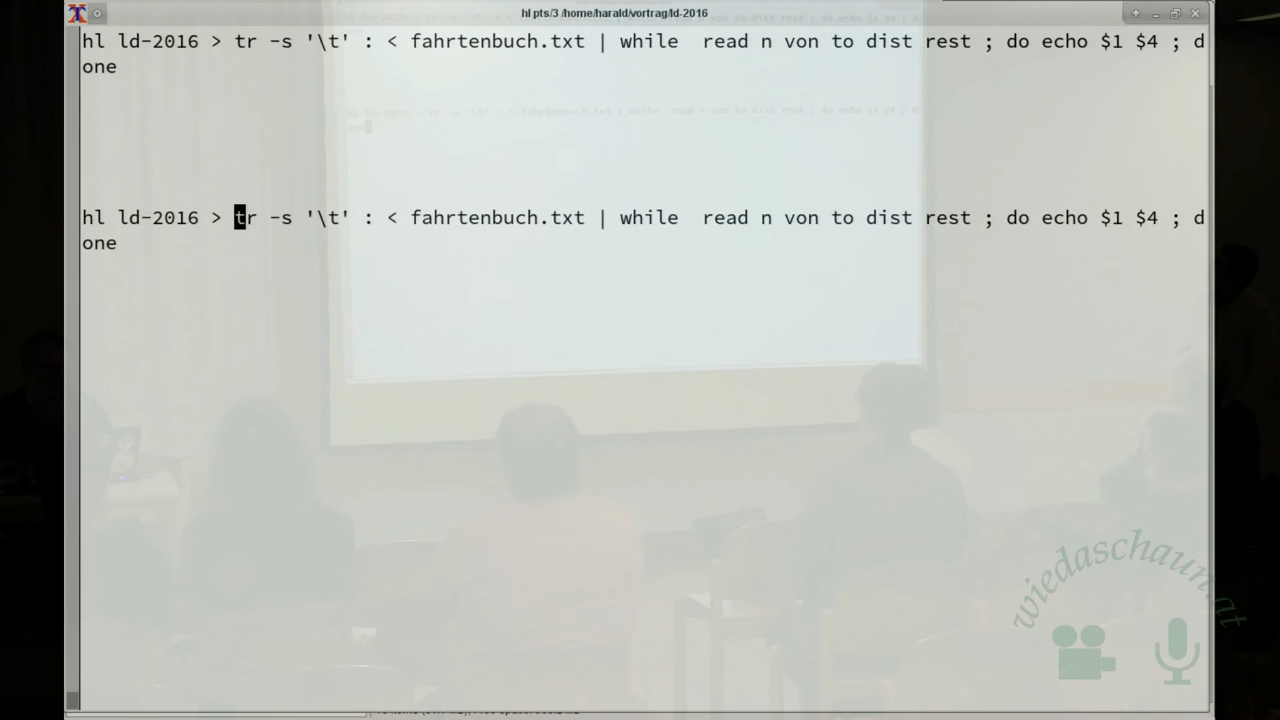 hl pts/3 /home/harald/vortrag/ld-2016
hl ld-2016 > tr -s '\t' : < fahrtenbuch.txt | while  read n von to dist rest ; do echo $1 $4 ; d
one
hl ld-2016 > tr -s '\t' : < fahrtenbuch.txt | while  read n von to dist rest ; do echo $1 $4 ; d
one
wiedaschaun.at